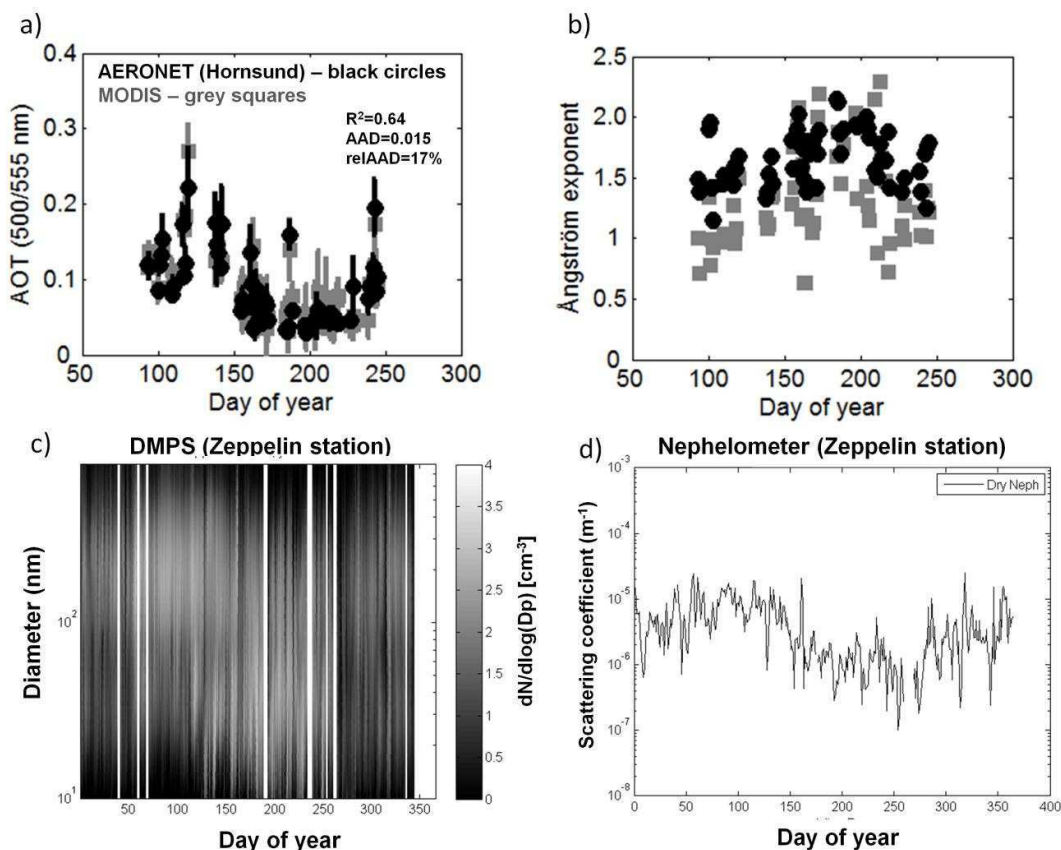 a)
0.4
0.3
0.2
0.1
0
AOT (500/555 nm)
AERONET (Hornsund) – black circles
MODIS – grey squares
R²=0.64
AAD=0.015
relAAD=17%
50 100 150 200 250 300
Day of year
b)
2.5
2.0
1.5
1.0
0.5
0
Ångström exponent
50 100 150 200 250 300
Day of year
c)
DMPS (Zeppelin station)
Diameter (nm)
10²
10¹
50 100 150 200 250 300 350
Day of year
4
3.5
3
2.5
2
1.5
1
0.5
0
dN/dlog(Dp) [cm⁻³]
d)
Nephelometer (Zeppelin station)
Dry Neph
Scattering coefficient (m⁻¹)
10⁻³
10⁻⁴
10⁻⁵
10⁻⁶
10⁻⁷
10⁻⁸
0 50 100 150 200 250 300 350 400
Day of year